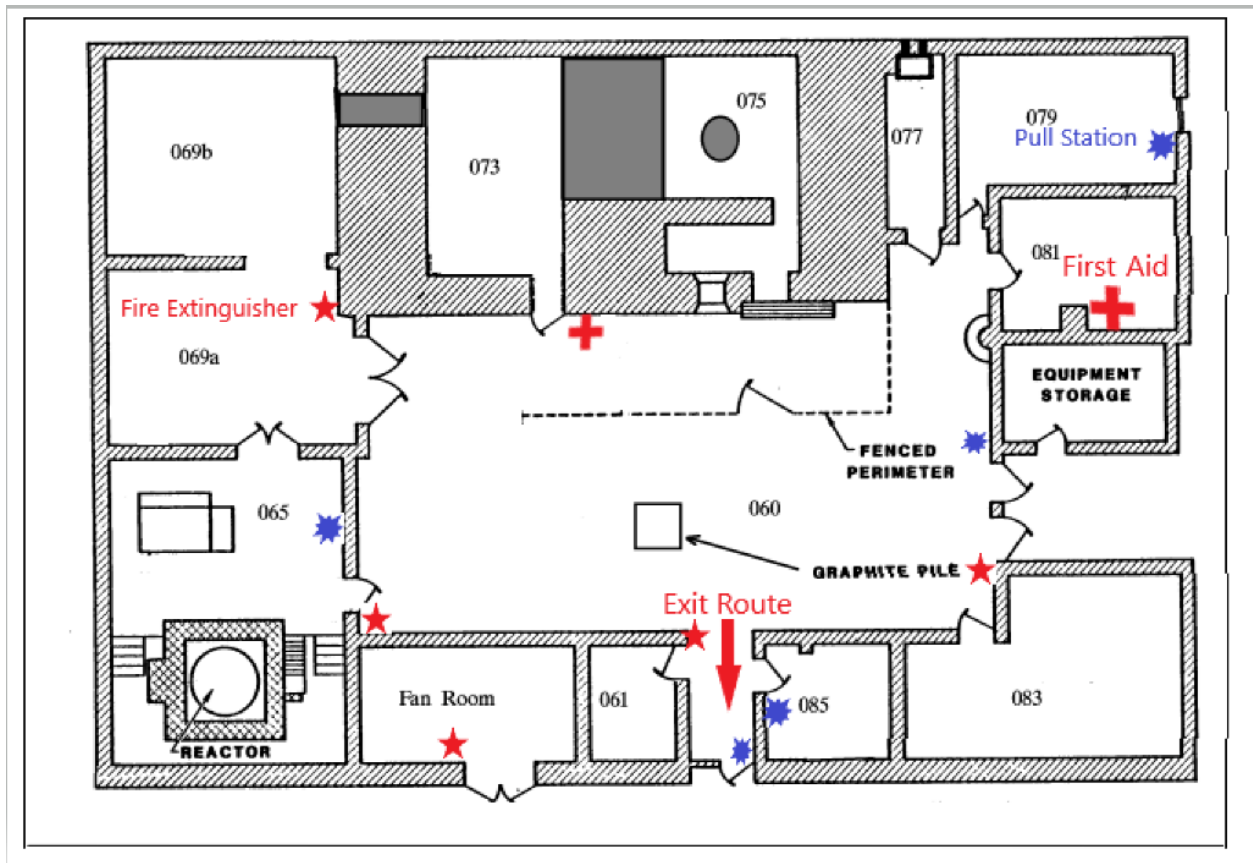 069b
073
075
077
079
Pull Station
081
First Aid
Fire Extinguisher
069a
EQUIPMENT
STORAGE
FENCED
PERIMETER
065
060
GRAPHITE PILE
Exit Route
Fan Room
061
085
083
REACTOR